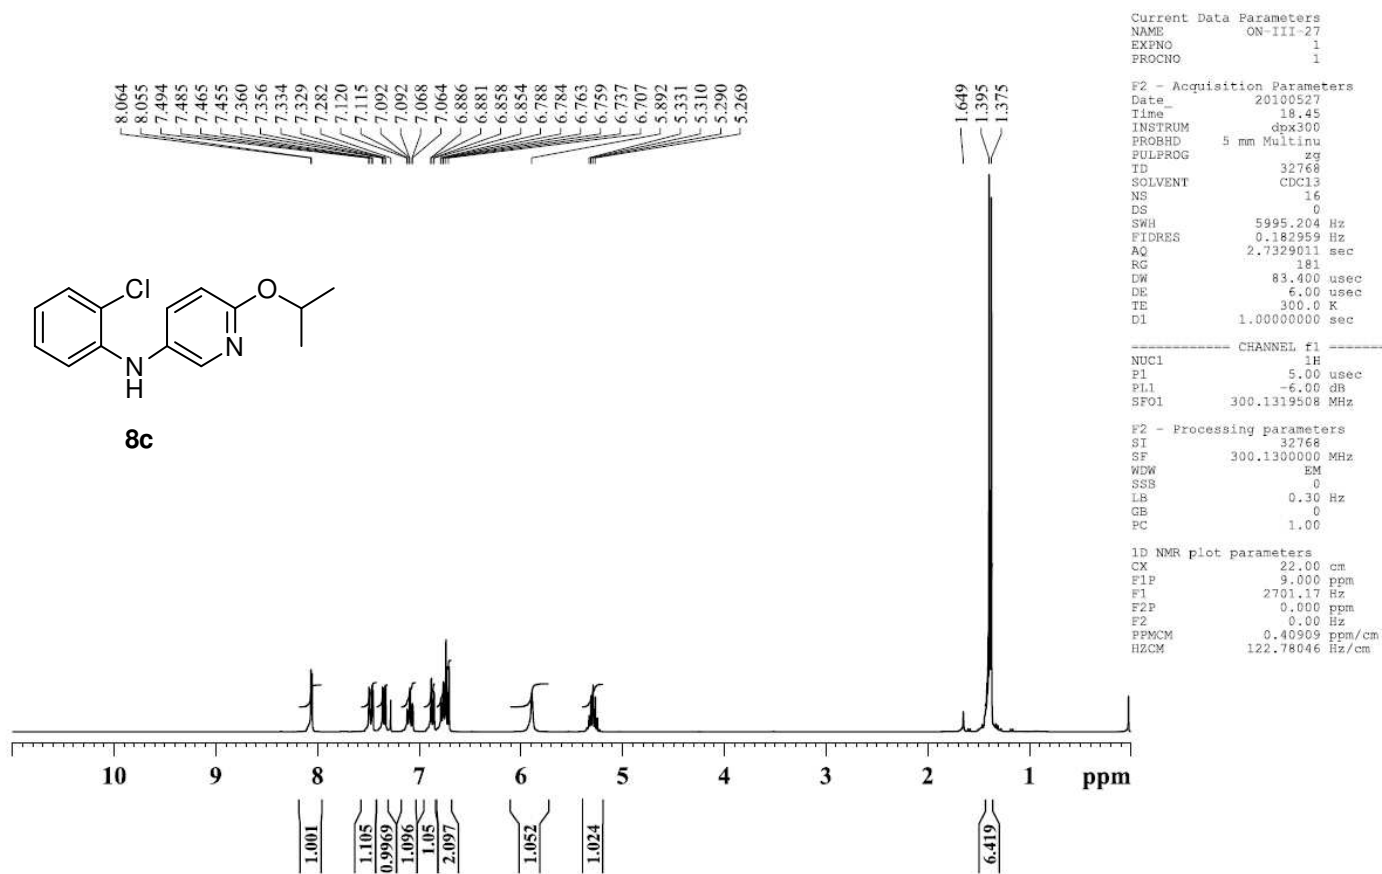 Current Data Parameters
NAME ON-III-27
EXPNO 1
PROCNO 1
F2 - Acquisition Parameters
Date_ 20100527
Time 18.45
INSTRUM dpx300
PROBHD 5 mm Multinu
PULPROG zg
TD 32768
SOLVENT CDCl3
NS 16
DS 0
SWH 5995.204 Hz
FIDRES 0.182959 Hz
AQ 2.7329011 sec
RG 181
DW 83.400 usec
DE 6.00 usec
TE 300.0 K
D1 1.00000000 sec
============ CHANNEL f1 =======
NUC1 1H
P1 5.00 usec
PL1 -6.00 dB
SFO1 300.1319508 MHz
F2 - Processing parameters
SI 32768
SF 300.1300000 MHz
WDW EM
SSB 0
LB 0.30 Hz
GB 0
PC 1.00
1D NMR plot parameters
CX 22.00 cm
F1P 9.000 ppm
F1 2701.17 Hz
F2P 0.000 ppm
F2 0.00 Hz
PPMCM 0.40909 ppm/cm
HZCM 122.78046 Hz/cm
8.064
8.055
7.494
7.485
7.465
7.455
7.360
7.356
7.334
7.329
7.282
7.120
7.115
7.092
7.092
7.068
7.064
6.886
6.881
6.858
6.854
6.788
6.784
6.763
6.759
6.737
6.707
5.892
5.331
5.310
5.290
5.269
1.649
1.395
1.375
Cl
O
N
N
H
8c
10 9 8 7 6 5 4 3 2 1 ppm
1.001
1.105
0.9969
1.096
1.05
2.097
1.052
1.024
6.419